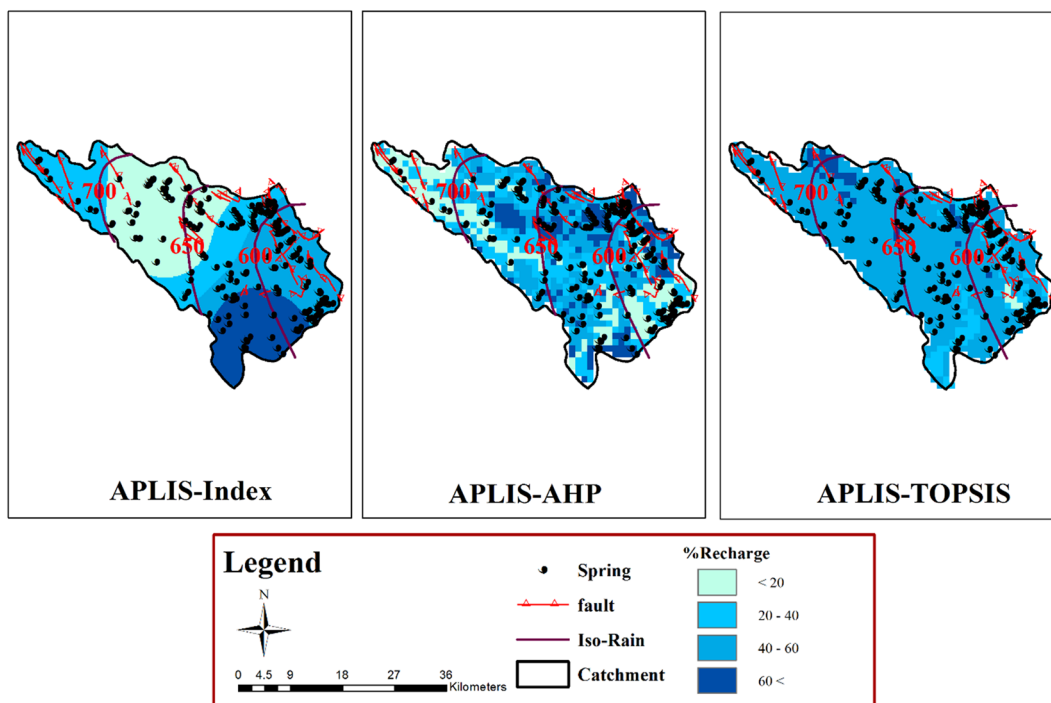 700
650
600
APLIS-Index
700
650
600
APLIS-AHP
700
650
600
APLIS-TOPSIS
Legend
N
0 4.5 9 18 27 36
Kilometers
Spring
fault
Iso-Rain
Catchment
%Recharge
< 20
20 - 40
40 - 60
60 <